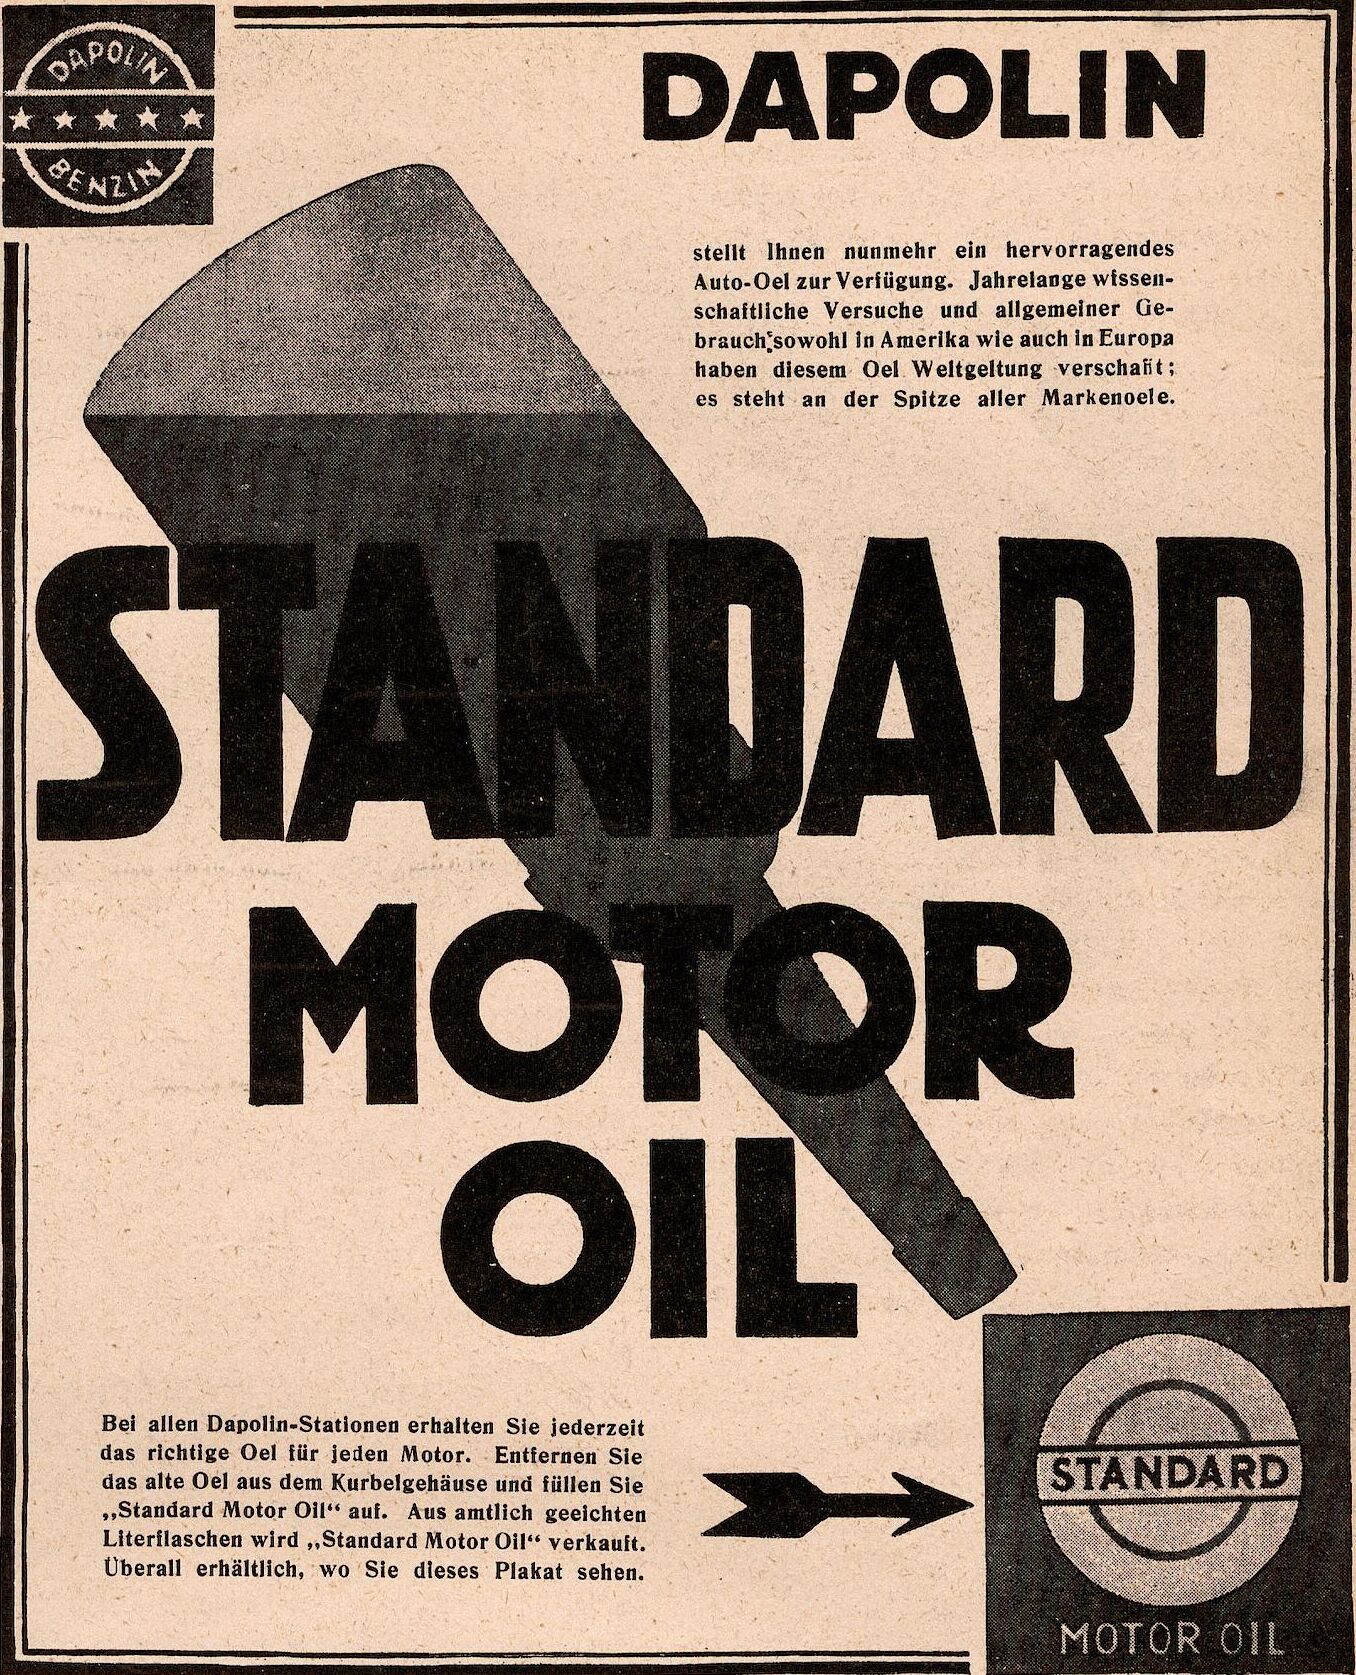 DAPOLIN
BENZIN
DAPOLIN
stellt Ihnen nunmehr ein hervorragendes
Auto-Oel zur Verfügung. Jahrelange wissen-
schaftliche Versuche und allgemeiner Ge-
brauch sowohl in Amerika wie auch in Europa
haben diesem Oel Weltgeltung verschafft;
es steht an der Spitze aller Markenoele.
STANDARD
MOTOR
OIL
Bei allen Dapolin-Stationen erhalten Sie jederzeit
das richtige Oel für jeden Motor. Entfernen Sie
das alte Oel aus dem Kurbelgehäuse und füllen Sie
„Standard Motor Oil“ auf. Aus amtlich geeichten
Literflaschen wird „Standard Motor Oil“ verkauft.
Überall erhältlich, wo Sie dieses Plakat sehen.
STANDARD
MOTOR OIL